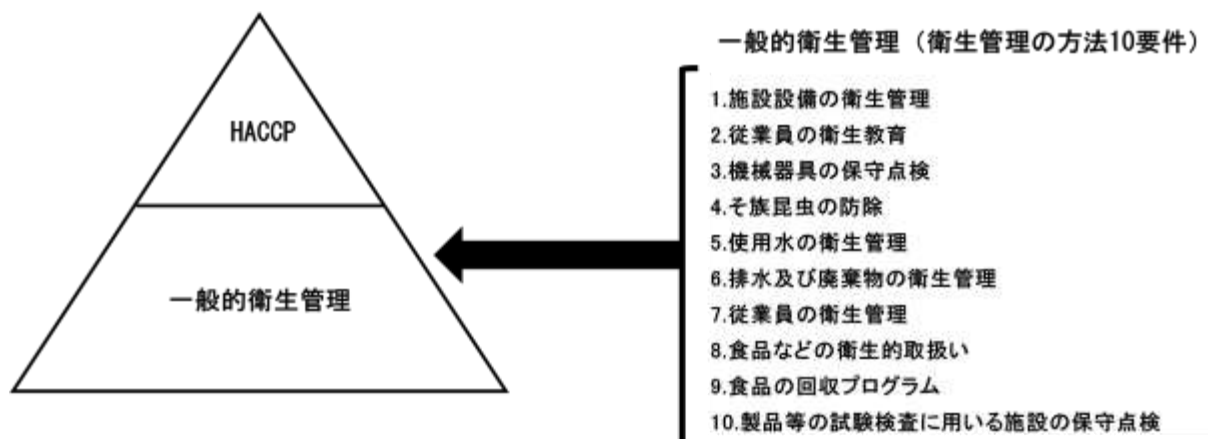 一般的衛生管理（衛生管理の方法10要件）
HACCP
一般的衛生管理
1.施設設備の衛生管理
2.従業員の衛生教育
3.機械器具の保守点検
4.そ族昆虫の防除
5.使用水の衛生管理
6.排水及び廃棄物の衛生管理
7.従業員の衛生管理
8.食品などの衛生的取扱い
9.食品の回収プログラム
10.製品等の試験検査に用いる施設の保守点検